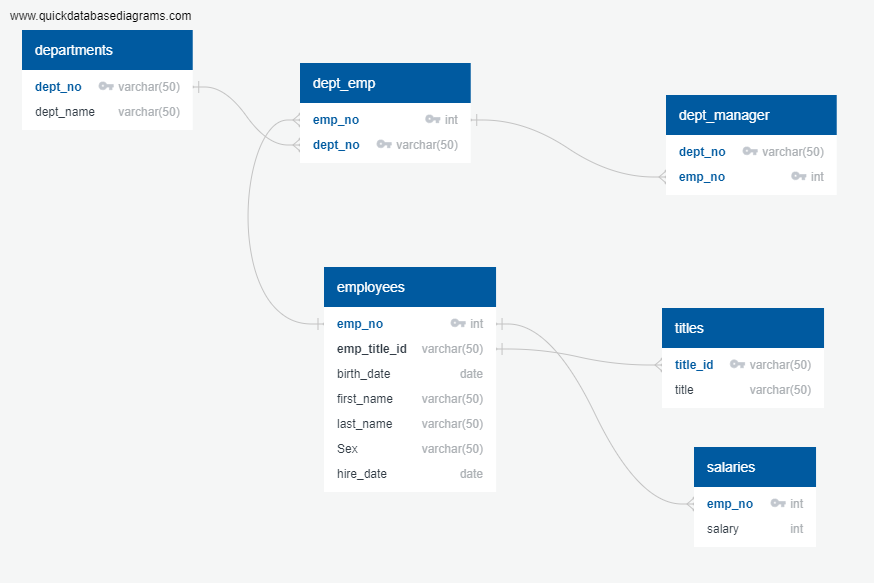 www.quickdatabasediagrams.com
departments
dept_no varchar(50)
dept_name varchar(50)
dept_emp
emp_no int
dept_no varchar(50)
dept_manager
dept_no varchar(50)
emp_no int
employees
emp_no int
emp_title_id varchar(50)
birth_date date
first_name varchar(50)
last_name varchar(50)
Sex varchar(50)
hire_date date
titles
title_id varchar(50)
title varchar(50)
salaries
emp_no int
salary int